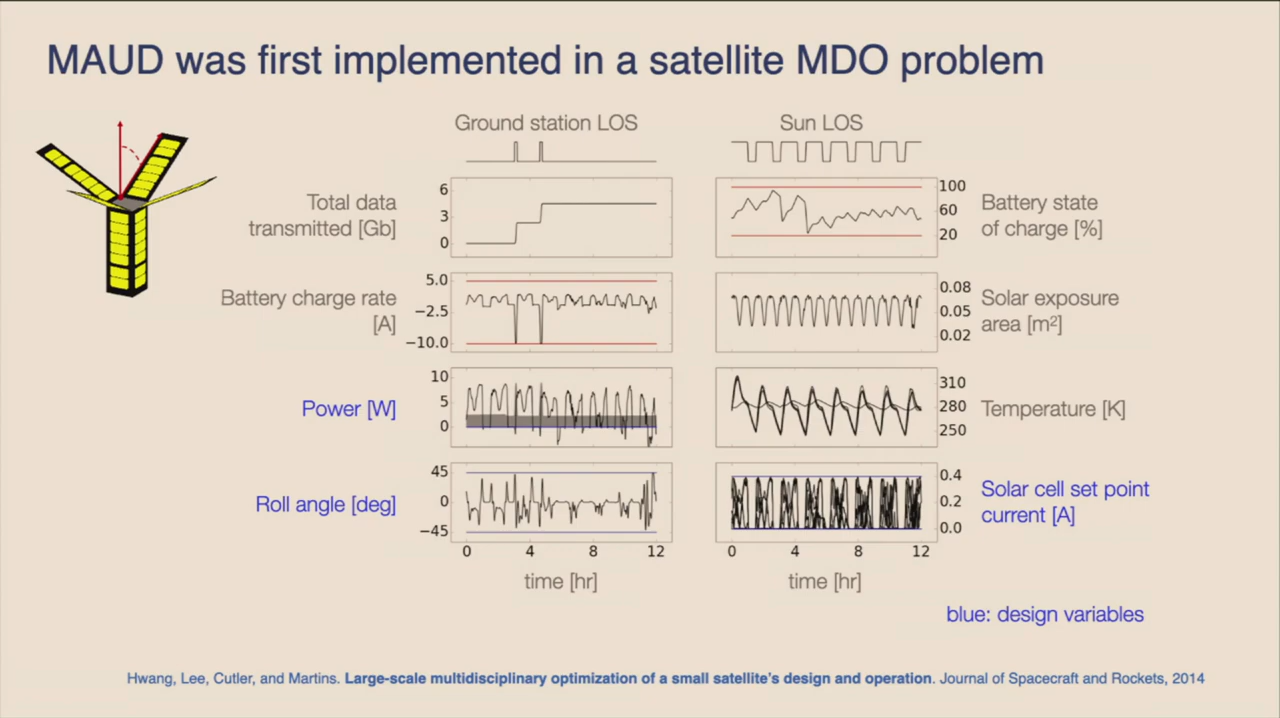 MAUD was first implemented in a satellite MDO problem
Ground station LOS
Sun LOS
Total data
transmitted [Gb]
6
3
0
100
60
20
Battery state
of charge [%]
Battery charge rate
[A]
5.0
−2.5
−10.0
0.08
0.05
0.02
Solar exposure
area [m²]
Power [W]
10
5
0
310
280
250
Temperature [K]
Roll angle [deg]
45
0
−45
0.4
0.2
0.0
Solar cell set point
current [A]
0 4 8 12
0 4 8 12
time [hr]
time [hr]
blue: design variables
Hwang, Lee, Cutler, and Martins. Large-scale multidisciplinary optimization of a small satellite's design and operation. Journal of Spacecraft and Rockets, 2014